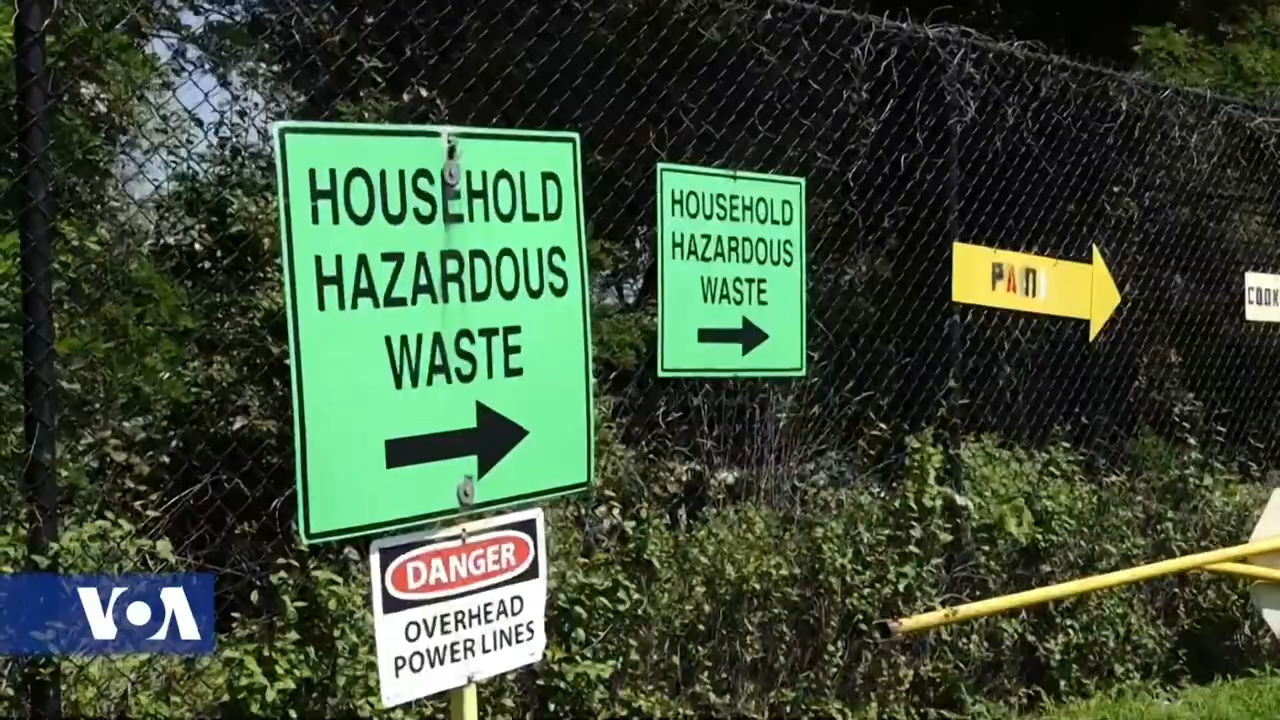 HOUSEHOLD
HAZARDOUS
WASTE
DANGER
OVERHEAD
POWER LINES
HOUSEHOLD
HAZARDOUS
WASTE
VOA